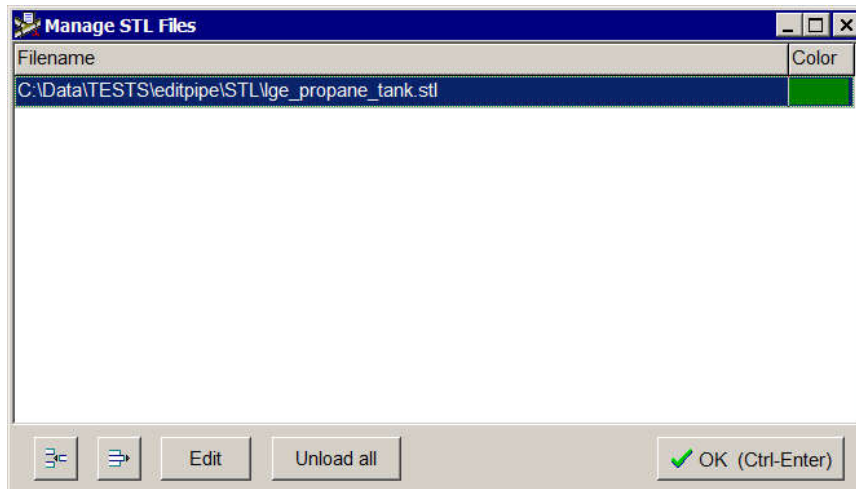 Manage STL Files
Filename Color
C:\Data\TESTS\editpipe\STL\lge_propane_tank.stl
Edit Unload all OK (Ctrl-Enter)